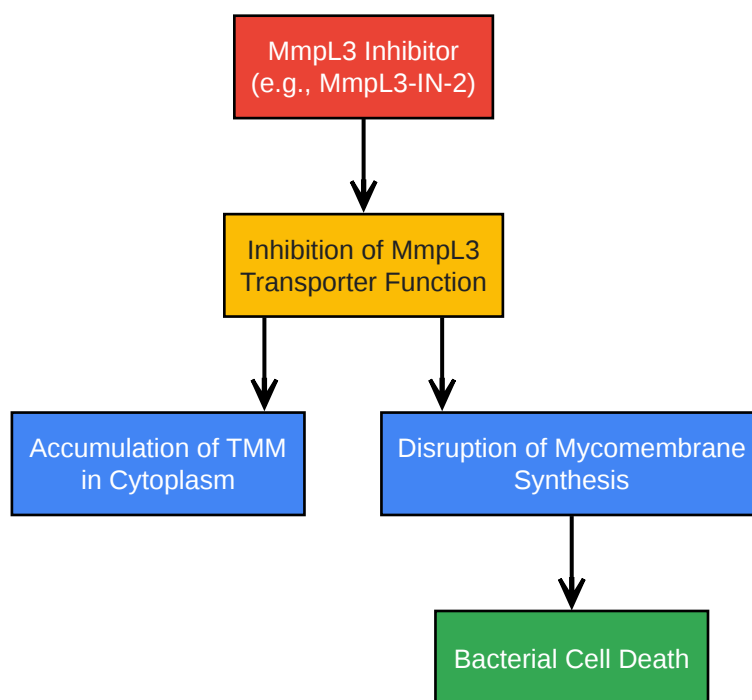 MmpL3 Inhibitor
(e.g., MmpL3-IN-2)
Inhibition of MmpL3
Transporter Function
Accumulation of TMM
in Cytoplasm
Disruption of Mycomembrane
Synthesis
Bacterial Cell Death